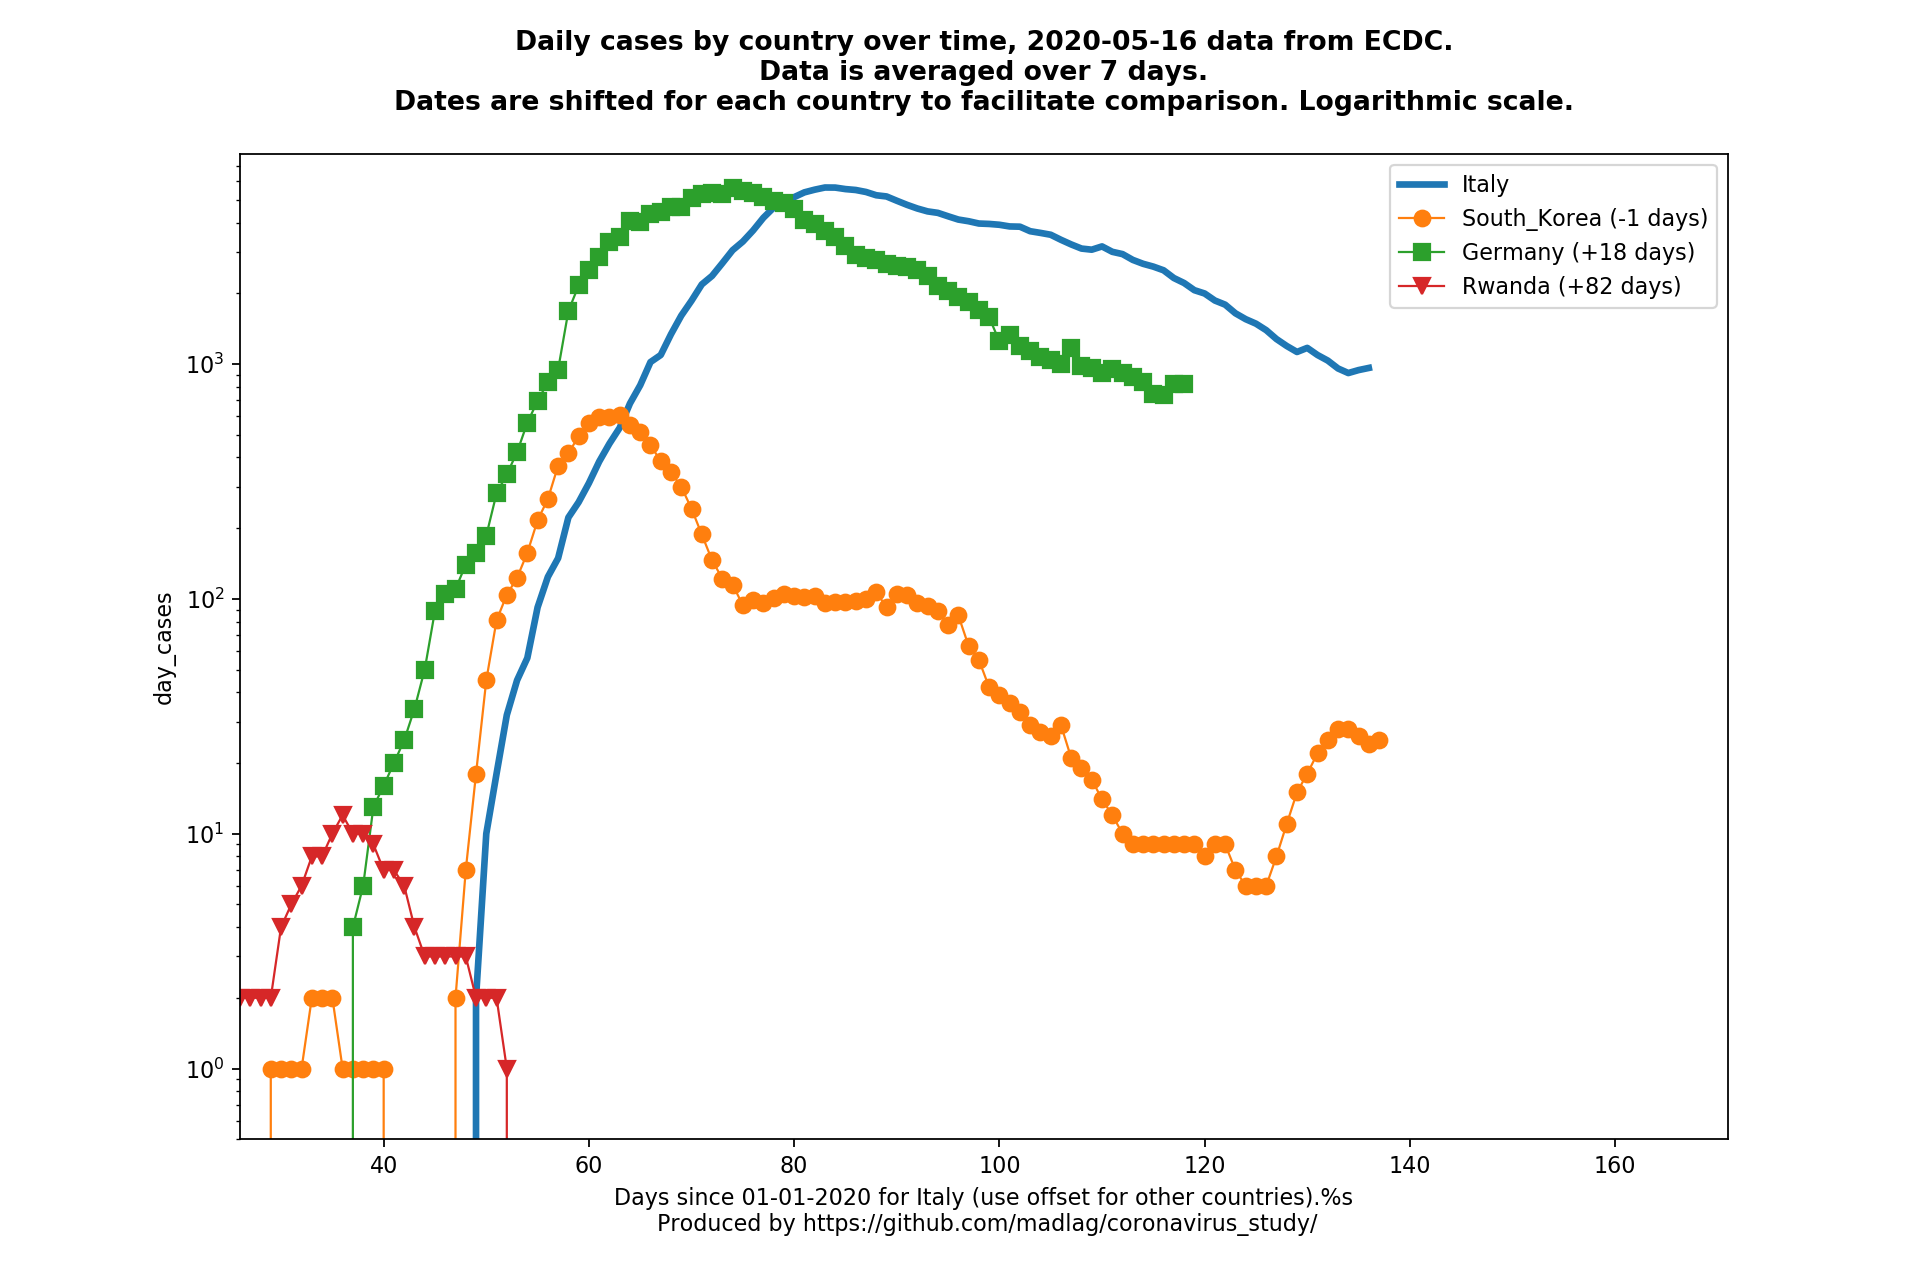 Daily cases by country over time, 2020-05-16 data from ECDC.
Data is averaged over 7 days.
Dates are shifted for each country to facilitate comparison. Logarithmic scale.
Italy
South_Korea (-1 days)
Germany (+18 days)
Rwanda (+82 days)
day_cases
10³
10²
10¹
10⁰
40 60 80 100 120 140 160
Days since 01-01-2020 for Italy (use offset for other countries).%s
Produced by https://github.com/madlag/coronavirus_study/